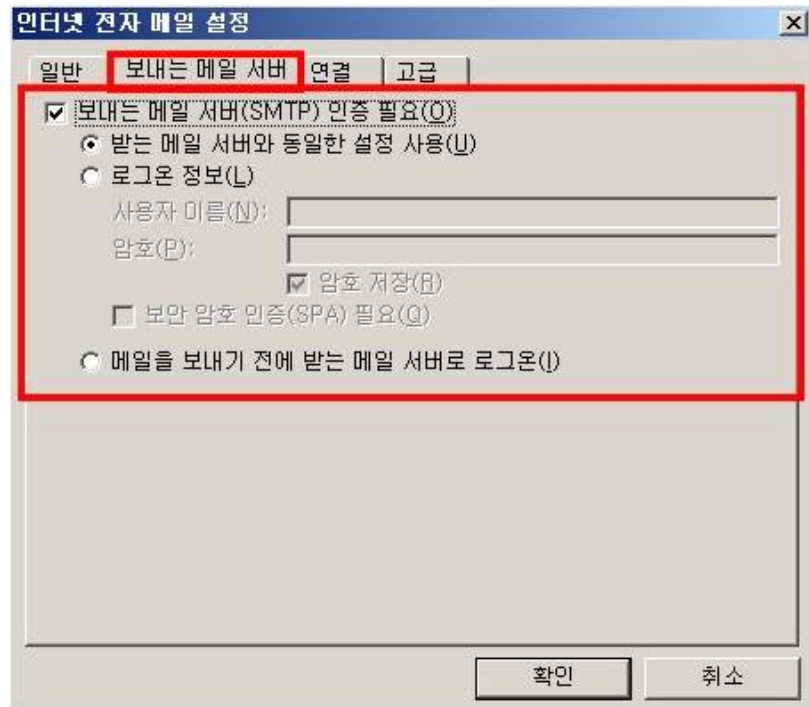 인터넷 전자 메일 설정
일반 보내는 메일 서버 연결 고급
보내는 메일 서버(SMTP) 인증 필요(O)
받는 메일 서버와 동일한 설정 사용(U)
로그온 정보(L)
사용자 이름(N):
암호(P):
암호 저장(R)
보안 암호 인증(SPA) 필요(Q)
메일을 보내기 전에 받는 메일 서버로 로그온(I)
확인 취소